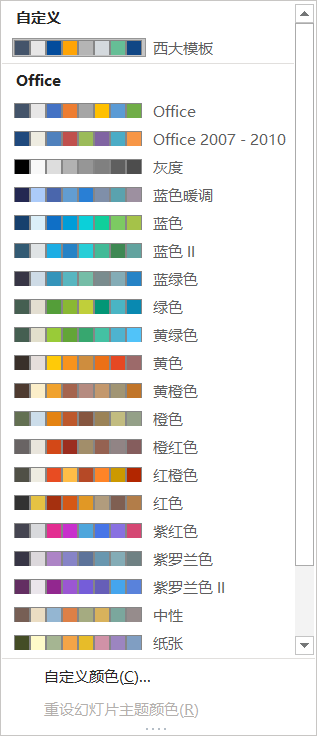 自定义
西大模板
Office
Office
Office 2007 - 2010
灰度
蓝色暖调
蓝色
蓝色 II
蓝绿色
绿色
黄绿色
黄色
黄橙色
橙色
橙红色
红橙色
红色
紫红色
紫罗兰色
紫罗兰色 II
中性
纸张
自定义颜色(C)...
重设幻灯片主题颜色(R)